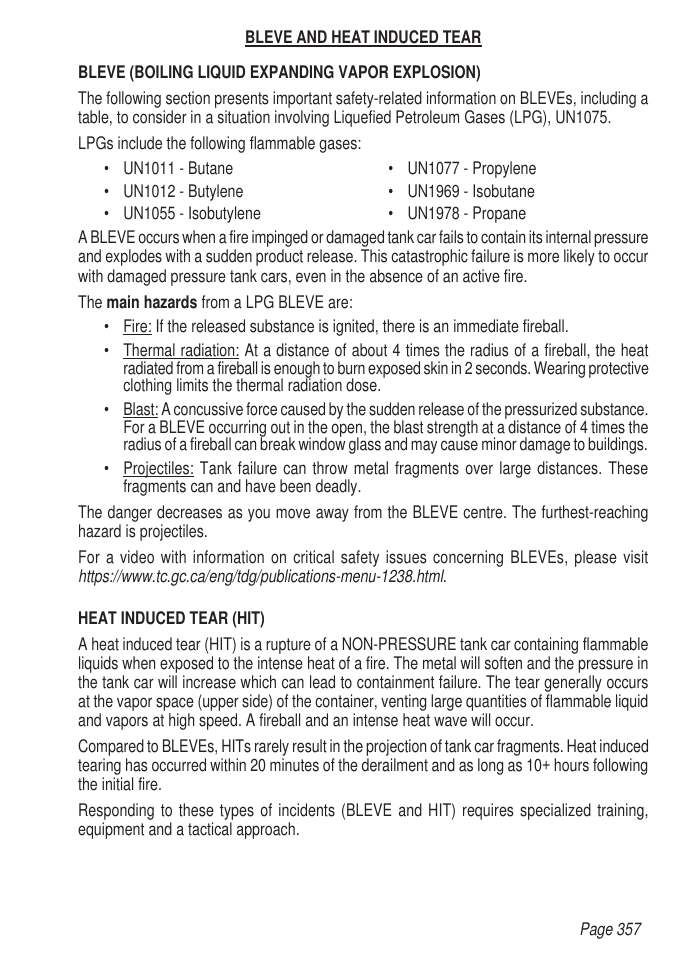 BLEVE AND HEAT INDUCED TEAR
BLEVE (BOILING LIQUID EXPANDING VAPOR EXPLOSION)
The following section presents important safety-related information on BLEVEs, including a
table, to consider in a situation involving Liquefied Petroleum Gases (LPG), UN1075.
LPGs include the following flammable gases:
• UN1011 - Butane
• UN1012 - Butylene
• UN1055 - Isobutylene
• UN1077 - Propylene
• UN1969 - Isobutane
• UN1978 - Propane
A BLEVE occurs when a fire impinged or damaged tank car fails to contain its internal pressure
and explodes with a sudden product release. This catastrophic failure is more likely to occur
with damaged pressure tank cars, even in the absence of an active fire.
The main hazards from a LPG BLEVE are:
• Fire: If the released substance is ignited, there is an immediate fireball.
• Thermal radiation: At a distance of about 4 times the radius of a fireball, the heat
radiated from a fireball is enough to burn exposed skin in 2 seconds. Wearing protective
clothing limits the thermal radiation dose.
• Blast: A concussive force caused by the sudden release of the pressurized substance.
For a BLEVE occurring out in the open, the blast strength at a distance of 4 times the
radius of a fireball can break window glass and may cause minor damage to buildings.
• Projectiles: Tank failure can throw metal fragments over large distances. These
fragments can and have been deadly.
The danger decreases as you move away from the BLEVE centre. The furthest-reaching
hazard is projectiles.
For a video with information on critical safety issues concerning BLEVEs, please visit
https://www.tc.gc.ca/eng/tdg/publications-menu-1238.html.
HEAT INDUCED TEAR (HIT)
A heat induced tear (HIT) is a rupture of a NON-PRESSURE tank car containing flammable
liquids when exposed to the intense heat of a fire. The metal will soften and the pressure in
the tank car will increase which can lead to containment failure. The tear generally occurs
at the vapor space (upper side) of the container, venting large quantities of flammable liquid
and vapors at high speed. A fireball and an intense heat wave will occur.
Compared to BLEVEs, HITs rarely result in the projection of tank car fragments. Heat induced
tearing has occurred within 20 minutes of the derailment and as long as 10+ hours following
the initial fire.
Responding to these types of incidents (BLEVE and HIT) requires specialized training,
equipment and a tactical approach.
Page 357